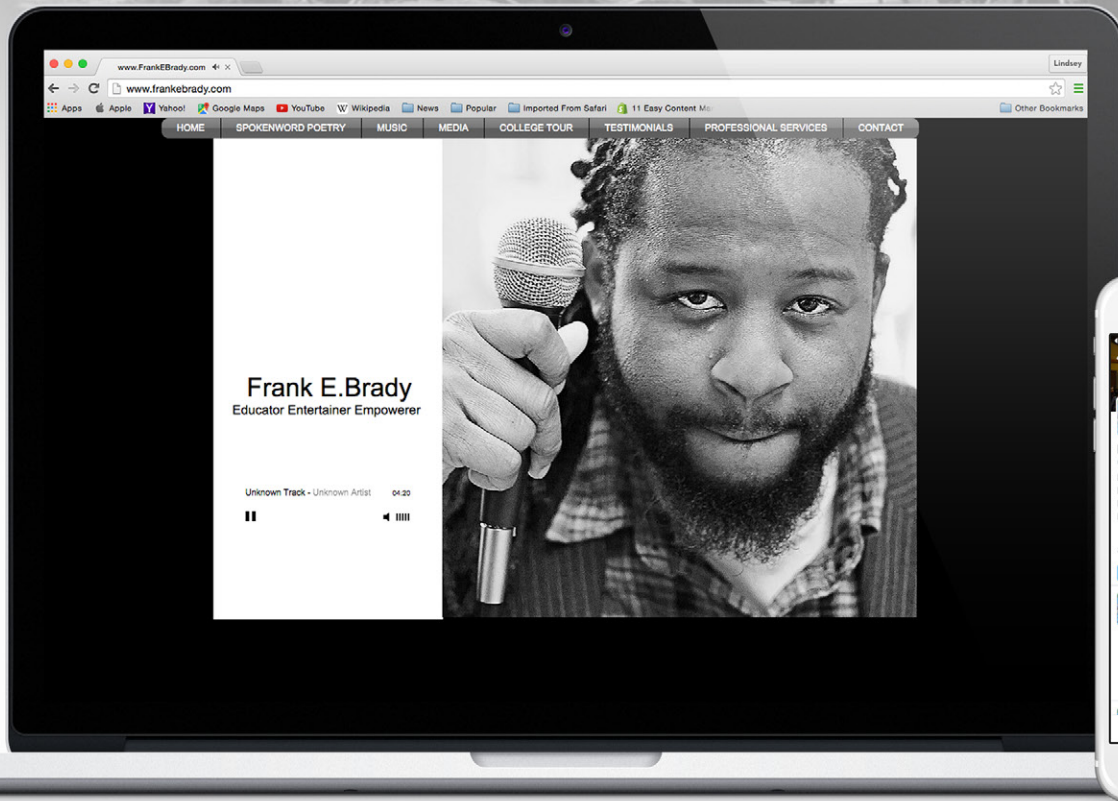 www.FrankEBrady.com
Lindsey
www.frankebrady.com
Apps Apple Yahoo! Google Maps YouTube Wikipedia News Popular Imported From Safari 11 Easy Content Other Bookmarks
HOME SPOKENWORD POETRY MUSIC MEDIA COLLEGE TOUR TESTIMONIALS PROFESSIONAL SERVICES CONTACT
Frank E.Brady
Educator Entertainer Empowerer
Unknown Track - Unknown Artist 04:20